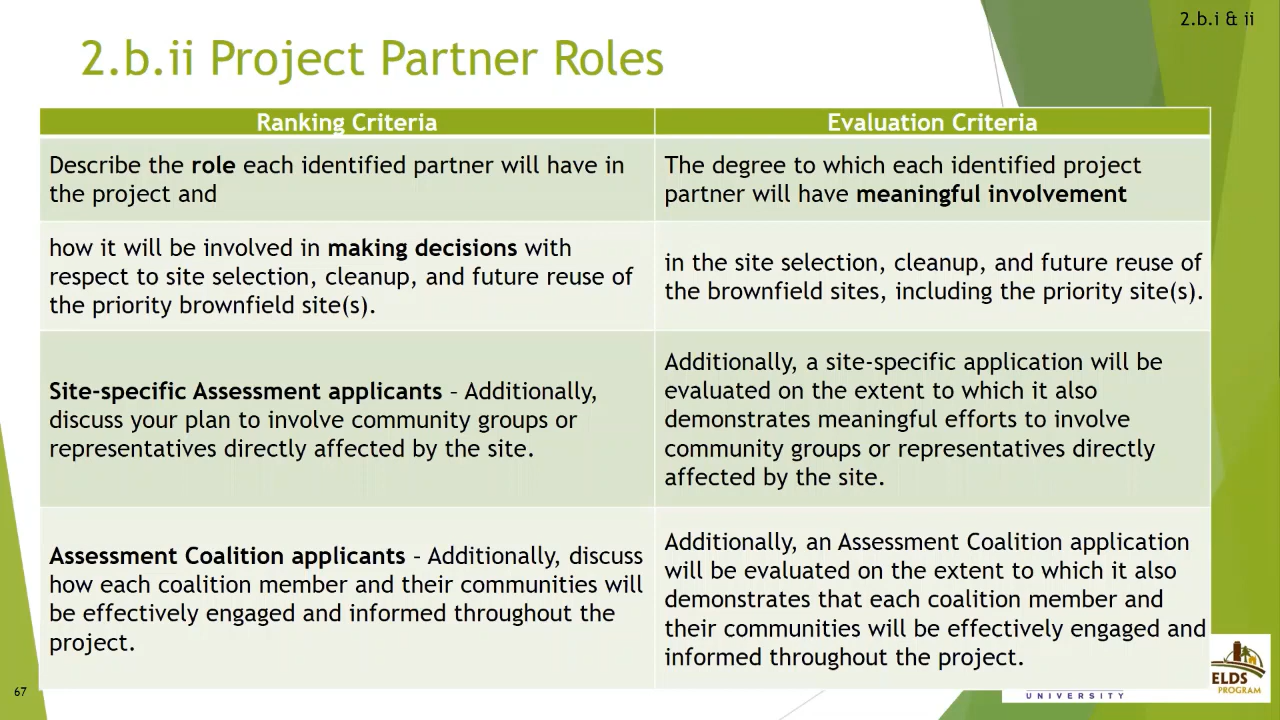 2.b.i & ii
2.b.ii Project Partner Roles
Ranking Criteria
Evaluation Criteria
Describe the role each identified partner will have in
the project and
The degree to which each identified project
partner will have meaningful involvement
how it will be involved in making decisions with
respect to site selection, cleanup, and future reuse of
the priority brownfield site(s).
in the site selection, cleanup, and future reuse of
the brownfield sites, including the priority site(s).
Site-specific Assessment applicants – Additionally,
discuss your plan to involve community groups or
representatives directly affected by the site.
Additionally, a site-specific application will be
evaluated on the extent to which it also
demonstrates meaningful efforts to involve
community groups or representatives directly
affected by the site.
Assessment Coalition applicants – Additionally, discuss
how each coalition member and their communities will
be effectively engaged and informed throughout the
project.
Additionally, an Assessment Coalition application
will be evaluated on the extent to which it also
demonstrates that each coalition member and
their communities will be effectively engaged and
informed throughout the project.
67
UNIVERSITY
ELDS
PROGRAM